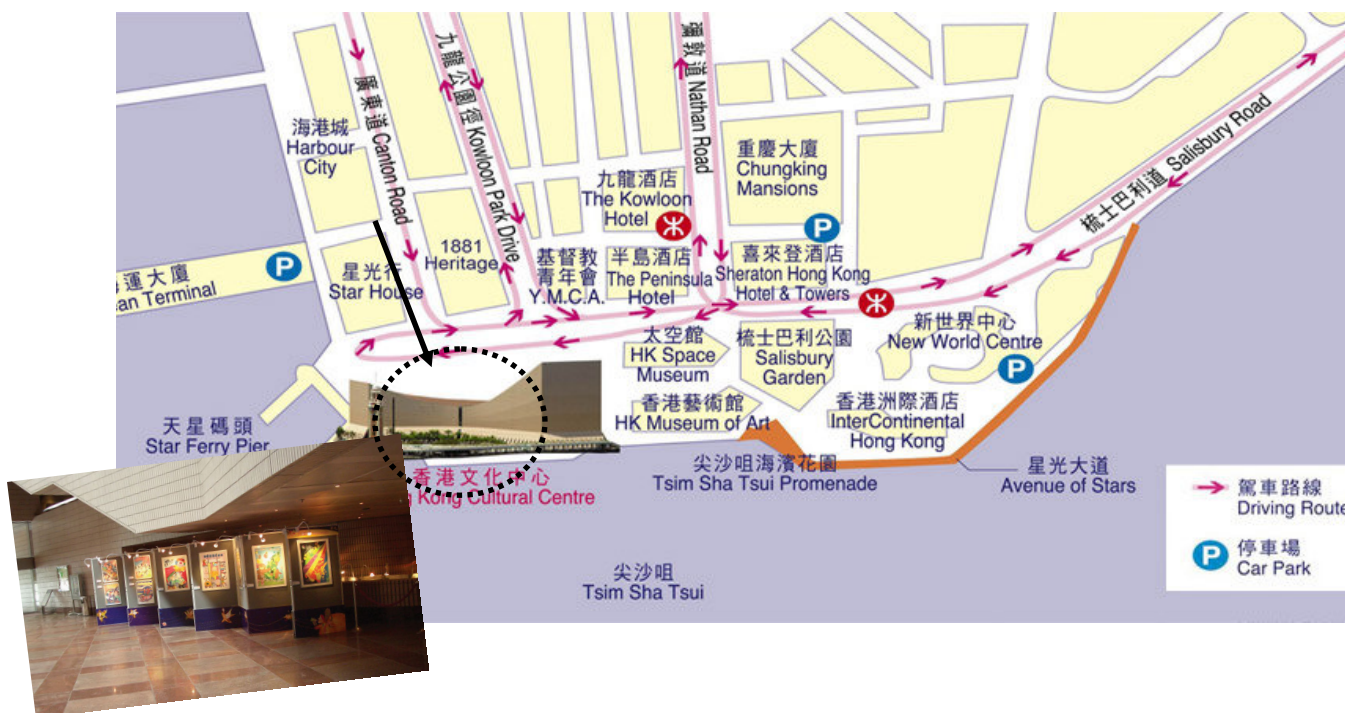 廣東道 Canton Road
九龍公園徑 Kowloon Park Drive
彌敦道 Nathan Road
梳士巴利道 Salisbury Road
海港城
Harbour
City
重慶大廈
Chungking
Mansions
九龍酒店
The Kowloon
Hotel
1881
Heritage
基督教
青年會
Y.M.C.A.
半島酒店
The Peninsula
Hotel
喜來登酒店
Sheraton Hong Kong
Hotel & Towers
P
海運大廈
an Terminal
P
星光行
Star House
太空館
HK Space
Museum
梳士巴利公園
Salisbury
Garden
新世界中心
New World Centre
P
香港藝術館
HK Museum of Art
香港洲際酒店
InterContinental
Hong Kong
天星碼頭
Star Ferry Pier
香港文化中心
Kong Cultural Centre
尖沙咀海濱花園
Tsim Sha Tsui Promenade
星光大道
Avenue of Stars
尖沙咀
Tsim Sha Tsui
駕車路線
Driving Route
P
停車場
Car Park